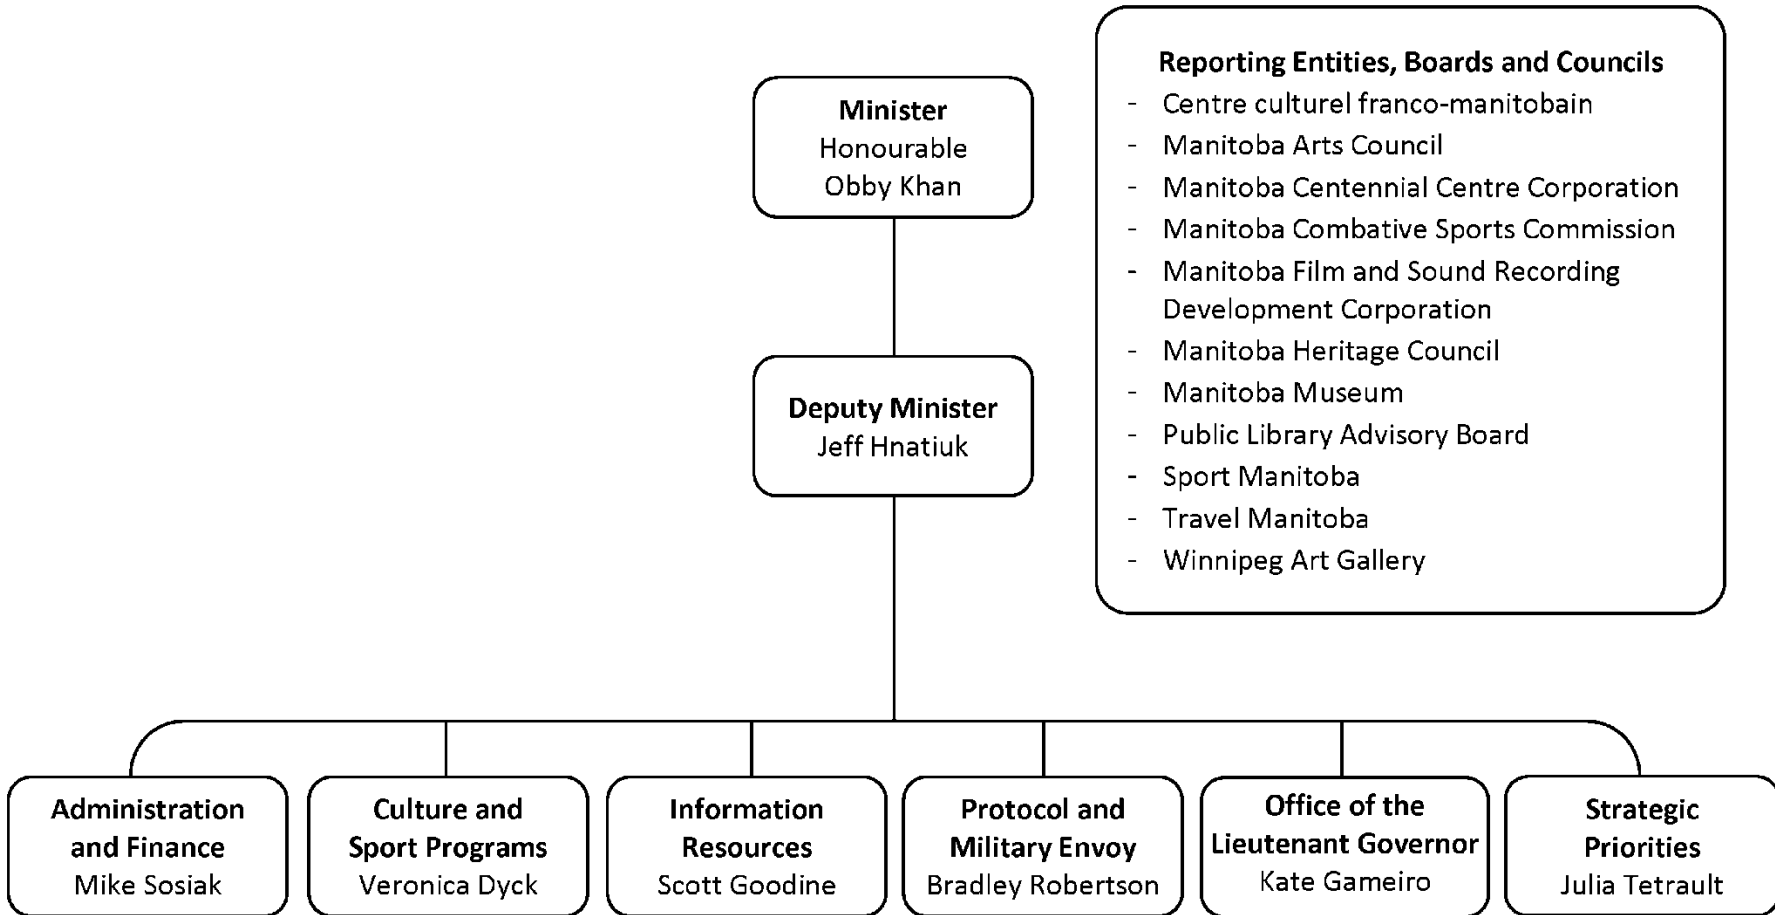 Minister
Honourable
Obby Khan
Deputy Minister
Jeff Hnatiuk
Reporting Entities, Boards and Councils
- Centre culturel franco-manitobain
- Manitoba Arts Council
- Manitoba Centennial Centre Corporation
- Manitoba Combative Sports Commission
- Manitoba Film and Sound Recording
Development Corporation
- Manitoba Heritage Council
- Manitoba Museum
- Public Library Advisory Board
- Sport Manitoba
- Travel Manitoba
- Winnipeg Art Gallery
Administration
and Finance
Mike Sosiak
Culture and
Sport Programs
Veronica Dyck
Information
Resources
Scott Goodine
Protocol and
Military Envoy
Bradley Robertson
Office of the
Lieutenant Governor
Kate Gameiro
Strategic
Priorities
Julia Tetrault